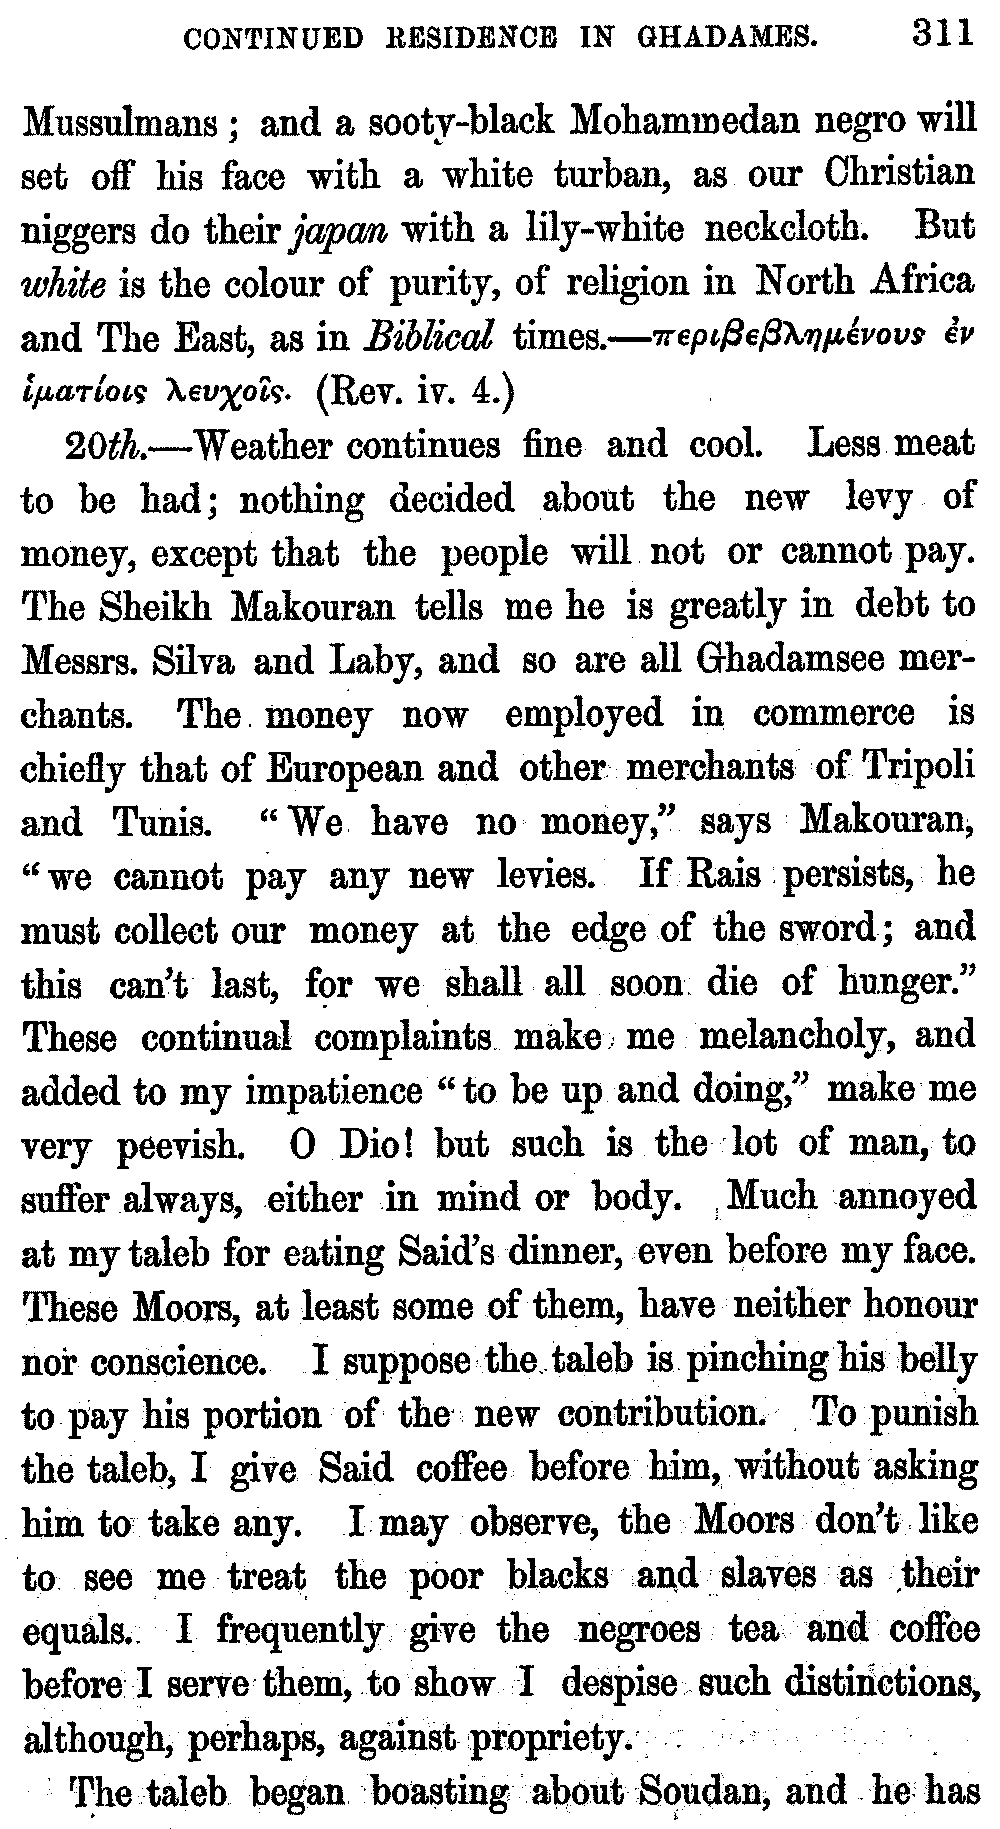 CONTINUED RESIDENCE IN GHADAMES. 311
Mussulmans; and a sooty-black Mohammedan negro will
set off his face with a white turban, as our Christian
niggers do their japan with a lily-white neckcloth. But
white is the colour of purity, of religion in North Africa
and The East, as in Biblical times.—περιβεβλημένους ἐν
ἱματίοις λευχοῖς. (Rev. iv. 4.)
20th.—Weather continues fine and cool. Less meat
to be had; nothing decided about the new levy of
money, except that the people will not or cannot pay.
The Sheikh Makouran tells me he is greatly in debt to
Messrs. Silva and Laby, and so are all Ghadamsee mer-
chants. The money now employed in commerce is
chiefly that of European and other merchants of Tripoli
and Tunis. “We have no money,” says Makouran,
“we cannot pay any new levies. If Rais persists, he
must collect our money at the edge of the sword; and
this can't last, for we shall all soon die of hunger.”
These continual complaints make me melancholy, and
added to my impatience “to be up and doing,” make me
very peevish. O Dio! but such is the lot of man, to
suffer always, either in mind or body. Much annoyed
at my taleb for eating Said's dinner, even before my face.
These Moors, at least some of them, have neither honour
nor conscience. I suppose the taleb is pinching his belly
to pay his portion of the new contribution. To punish
the taleb, I give Said coffee before him, without asking
him to take any. I may observe, the Moors don't like
to see me treat the poor blacks and slaves as their
equals. I frequently give the negroes tea and coffee
before I serve them, to show I despise such distinctions,
although, perhaps, against propriety.
The taleb began boasting about Soudan, and he has